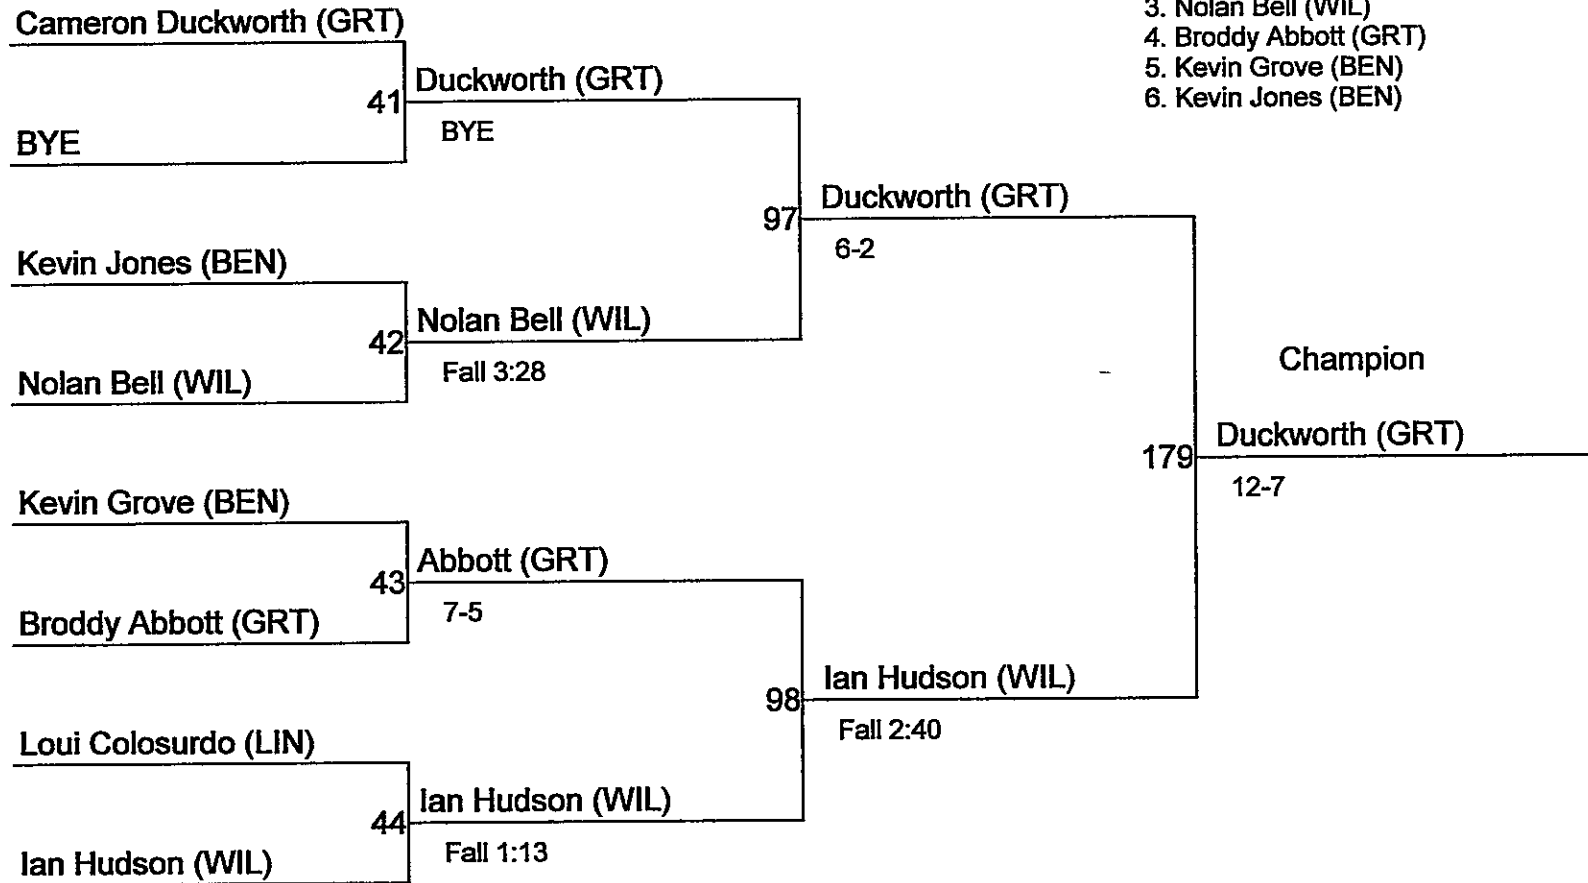 3. Nolan Bell (WIL)
4. Broddy Abbott (GRT)
5. Kevin Grove (BEN)
6. Kevin Jones (BEN)
Cameron Duckworth (GRT)
41
Duckworth (GRT)
BYE
BYE
97
Duckworth (GRT)
6-2
Kevin Jones (BEN)
42
Nolan Bell (WIL)
Fall 3:28
Nolan Bell (WIL)
Champion
179
Duckworth (GRT)
12-7
Kevin Grove (BEN)
43
Abbott (GRT)
7-5
Broddy Abbott (GRT)
98
Ian Hudson (WIL)
Fall 2:40
Loui Colosurdo (LIN)
44
Ian Hudson (WIL)
Fall 1:13
Ian Hudson (WIL)